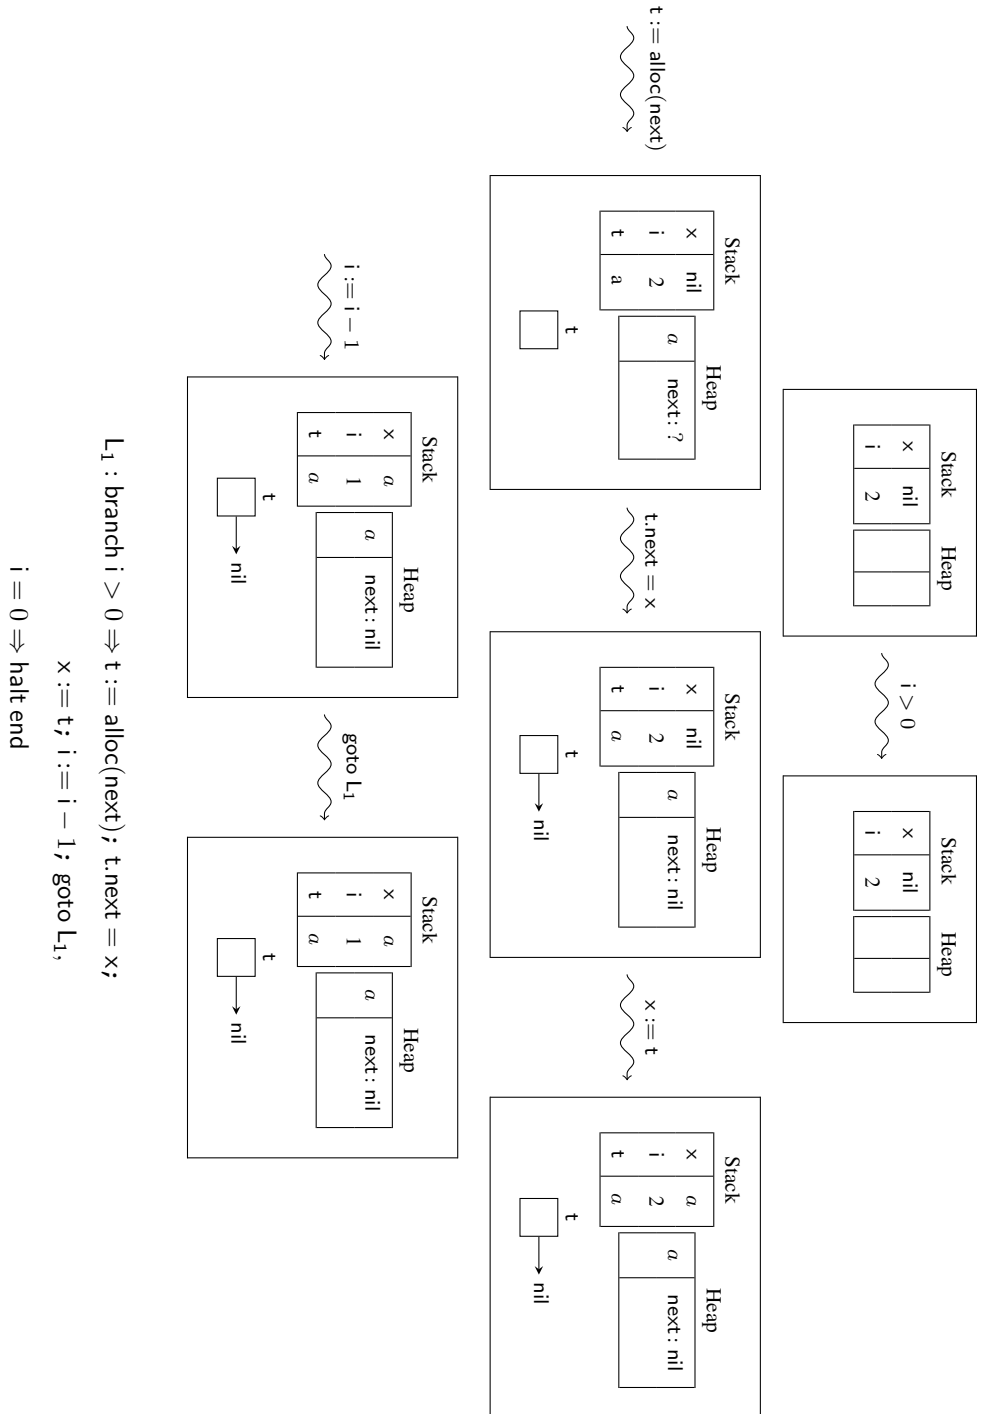 Stack
x nil
i 2
Heap
i > 0
Stack
x nil
i 2
Heap
t := alloc(next)
Stack
x nil
i 2
t a
Heap
a next: ?
t
t.next = x
Stack
x nil
i 2
t a
Heap
a next: nil
t
nil
x := t
Stack
x a
i 2
t a
Heap
a next: nil
t
nil
i := i − 1
Stack
x a
i 1
t a
Heap
a next: nil
t
nil
goto L₁
Stack
x a
i 1
t a
Heap
a next: nil
t
nil
L₁ : branch i > 0 ⇒ t := alloc(next); t.next = x;
x := t; i := i − 1; goto L₁,
i = 0 ⇒ halt end